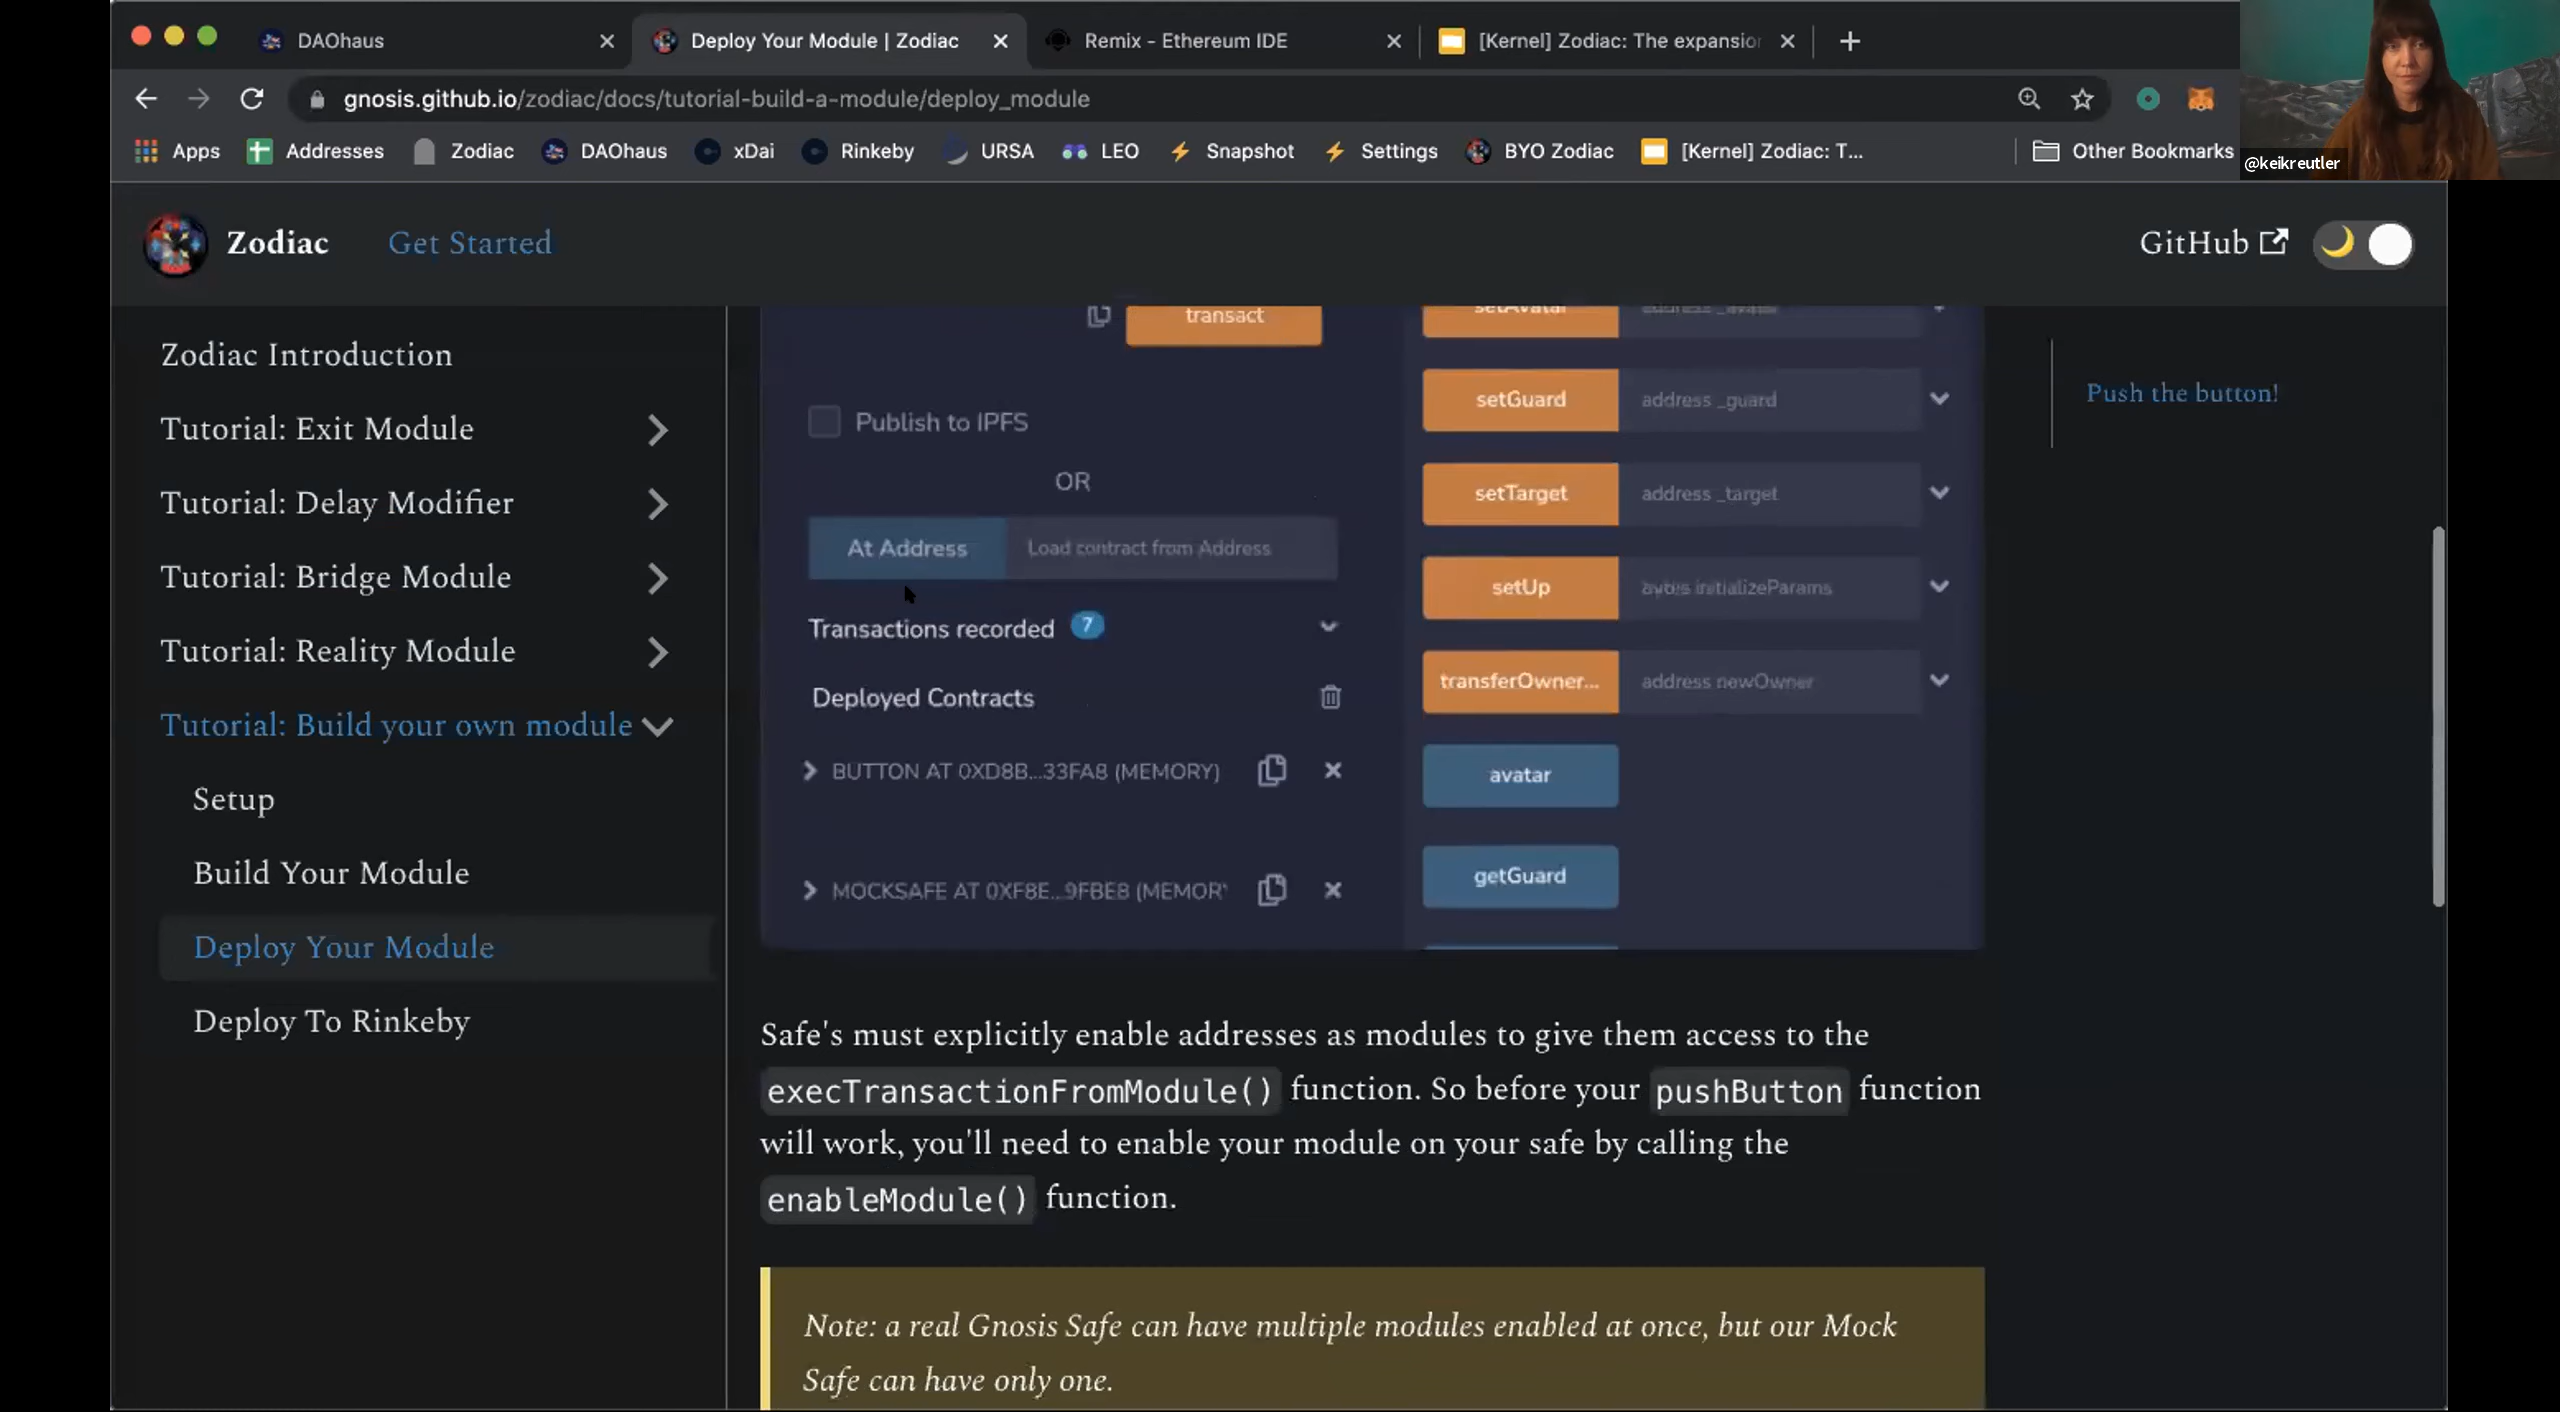 DAOhaus
Deploy Your Module | Zodiac
Remix - Ethereum IDE
[Kernel] Zodiac: The expansion
gnosis.github.io/zodiac/docs/tutorial-build-a-module/deploy_module
Apps
Addresses
Zodiac
DAOhaus
xDai
Rinkeby
URSA
LEO
Snapshot
Settings
BYO Zodiac
[Kernel] Zodiac: T...
Other Bookmarks
@keikreutler
Zodiac
Get Started
GitHub
Zodiac Introduction
Tutorial: Exit Module
Tutorial: Delay Modifier
Tutorial: Bridge Module
Tutorial: Reality Module
Tutorial: Build your own module
Setup
Build Your Module
Deploy Your Module
Deploy To Rinkeby
transact
Publish to IPFS
OR
At Address
Load contract from Address
Transactions recorded 7
Deployed Contracts
BUTTON AT 0XD8B...33FA8 (MEMORY)
MOCKSAFE AT 0XF8E...9FBE8 (MEMOR
setAvatar address _avatar
setGuard address _guard
setTarget address _target
setUp bytes initializeParams
transferOwner... address newOwner
avatar
getGuard
Safe's must explicitly enable addresses as modules to give them access to the
execTransactionFromModule() function. So before your pushButton function
will work, you'll need to enable your module on your safe by calling the
enableModule() function.
Note: a real Gnosis Safe can have multiple modules enabled at once, but our Mock
Safe can have only one.
Push the button!